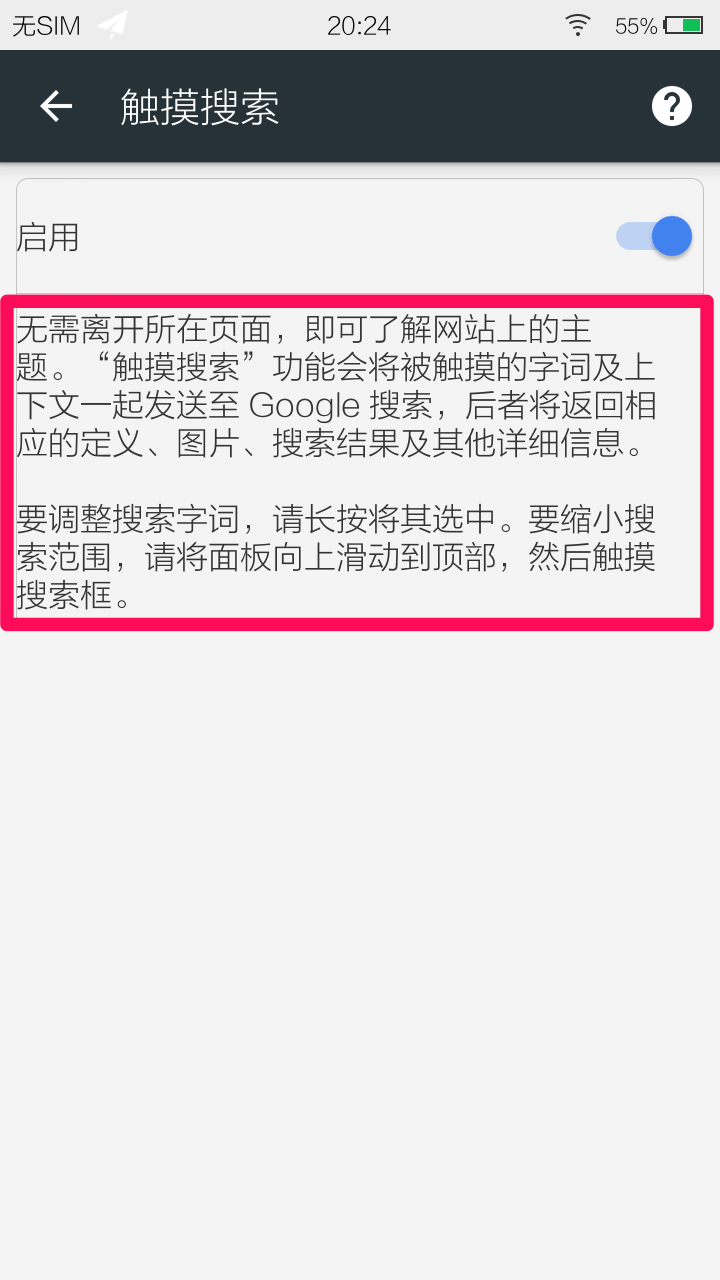 无SIM 20:24 55%
触摸搜索
启用
无需离开所在页面，即可了解网站上的主
题。“触摸搜索”功能会将被触摸的字词及上
下文一起发送至 Google 搜索，后者将返回相
应的定义、图片、搜索结果及其他详细信息。
要调整搜索字词，请长按将其选中。要缩小搜
索范围，请将面板向上滑动到顶部，然后触摸
搜索框。